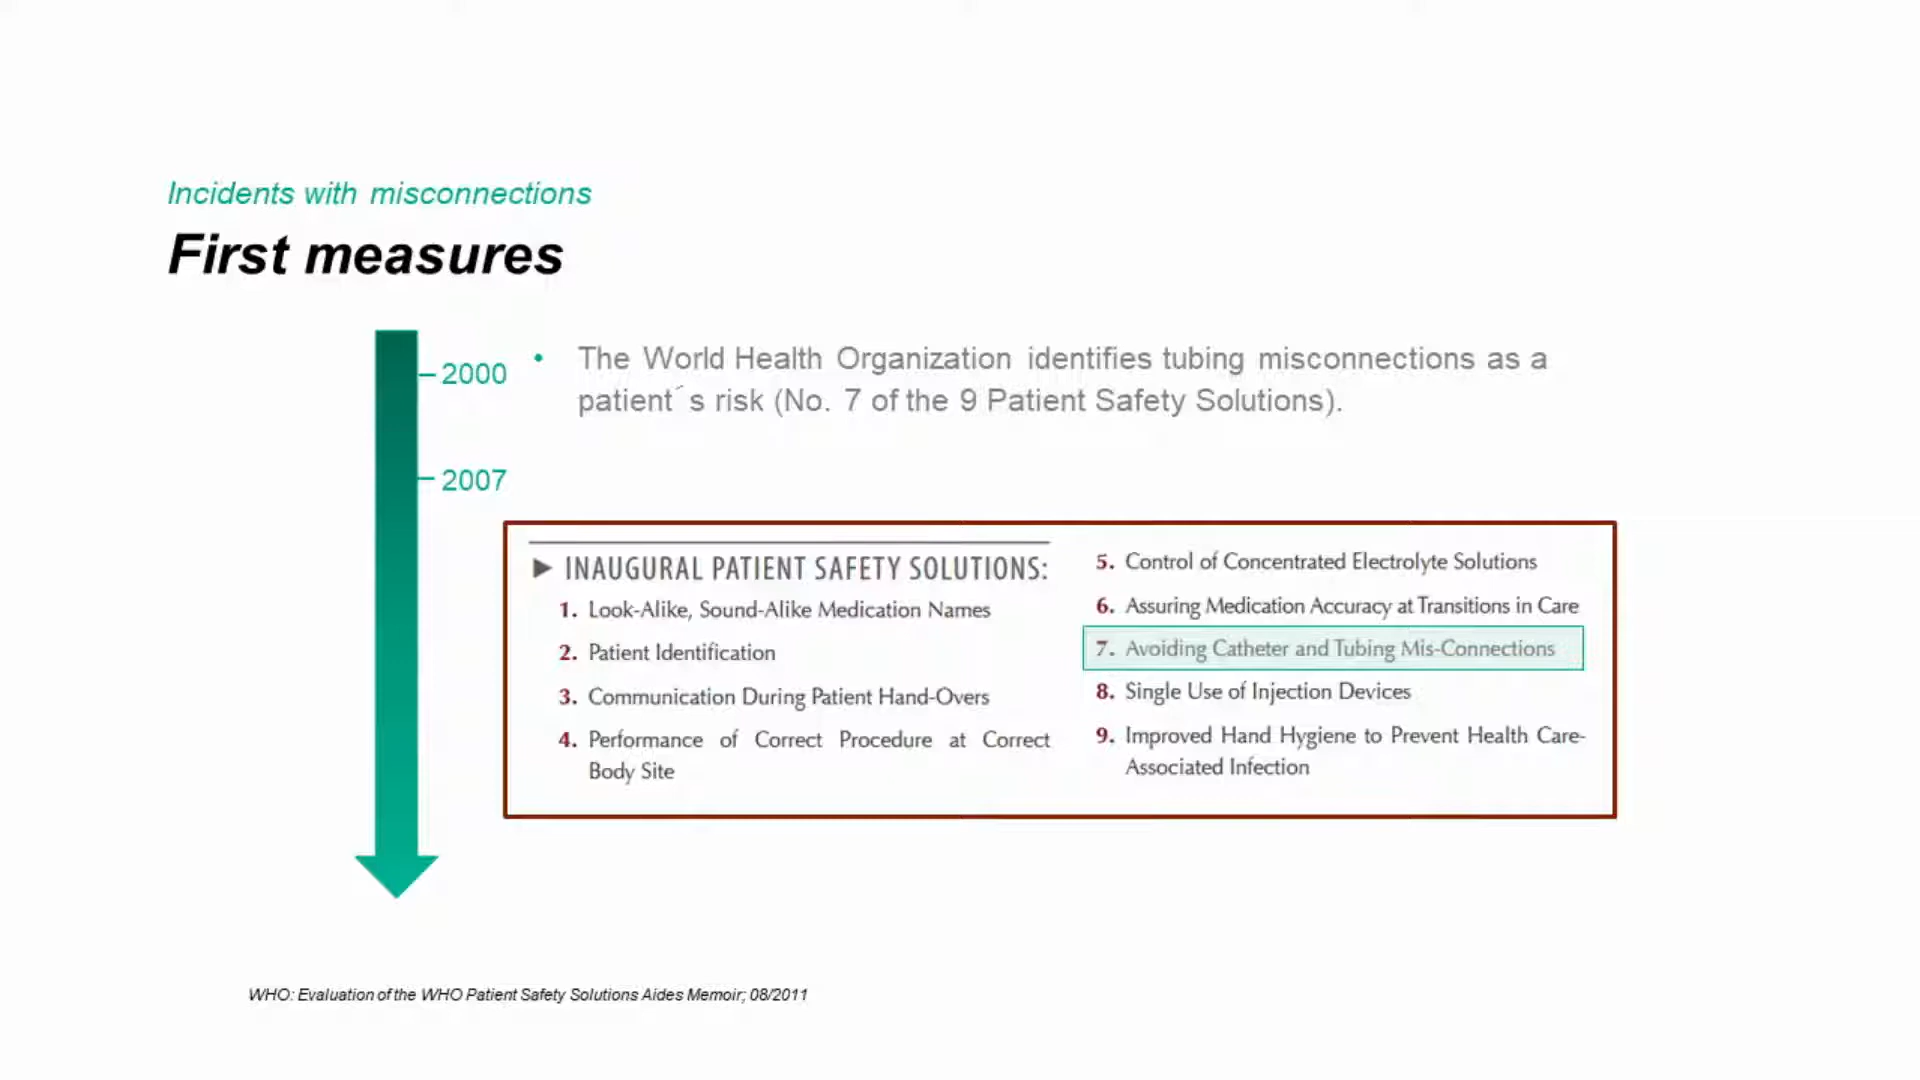 Incidents with misconnections
First measures
2000
• The World Health Organization identifies tubing misconnections as a
patient´s risk (No. 7 of the 9 Patient Safety Solutions).
2007
► INAUGURAL PATIENT SAFETY SOLUTIONS:
1. Look-Alike, Sound-Alike Medication Names
2. Patient Identification
3. Communication During Patient Hand-Overs
4. Performance of Correct Procedure at Correct
Body Site
5. Control of Concentrated Electrolyte Solutions
6. Assuring Medication Accuracy at Transitions in Care
7. Avoiding Catheter and Tubing Mis-Connections
8. Single Use of Injection Devices
9. Improved Hand Hygiene to Prevent Health Care-
Associated Infection
WHO: Evaluation of the WHO Patient Safety Solutions Aides Memoir; 08/2011